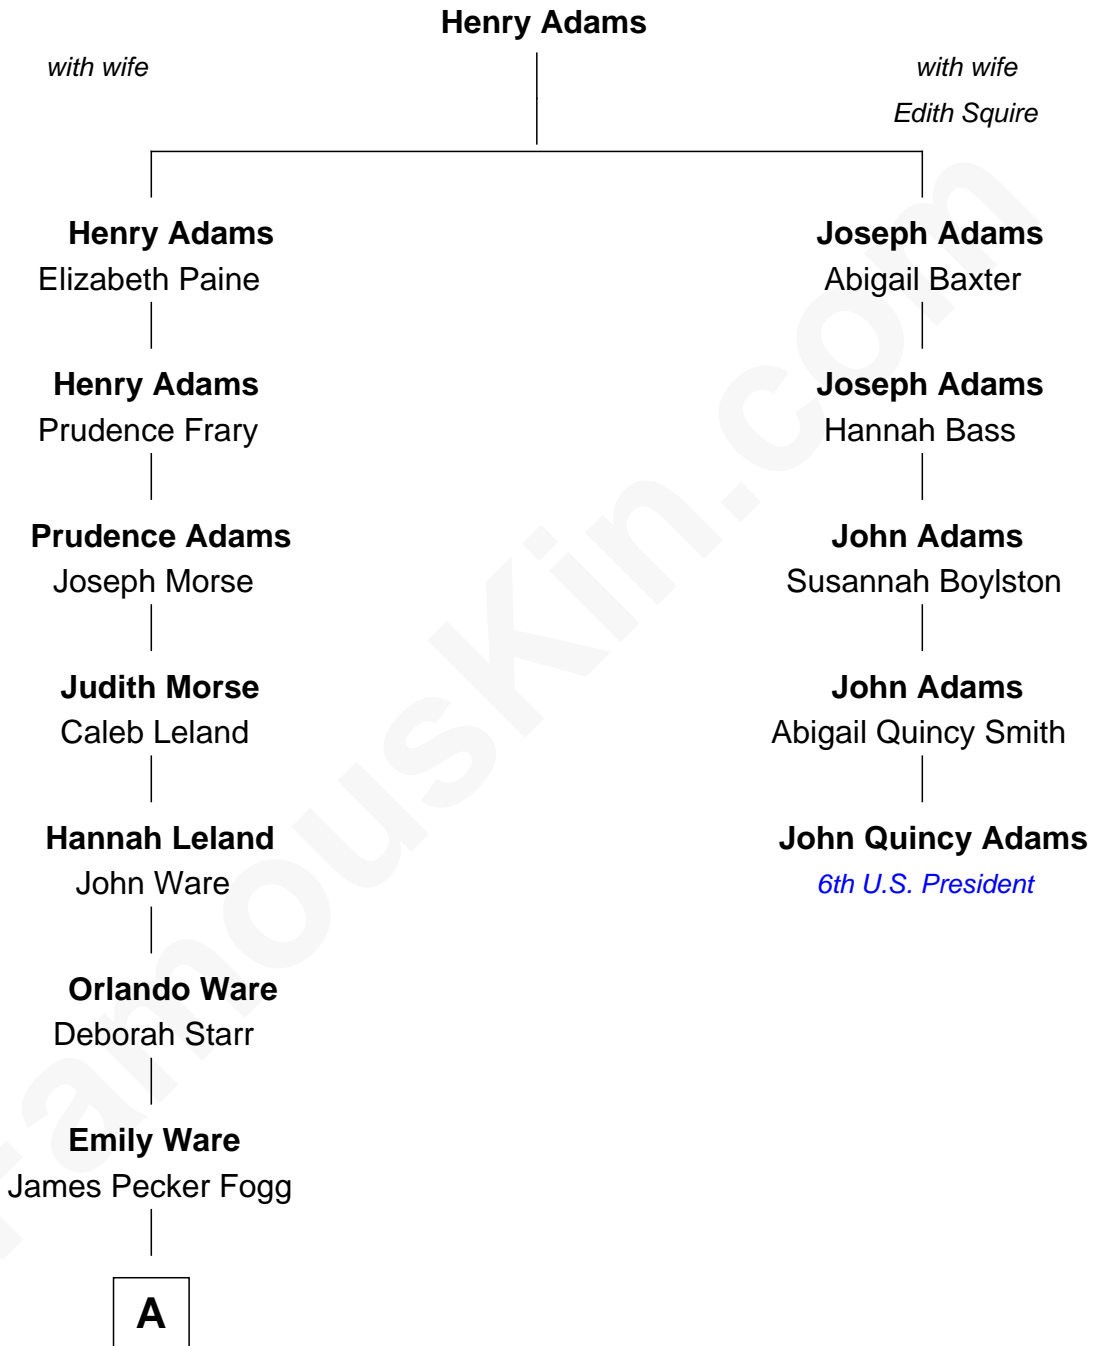 Henry Adams
with wife
with wife
Edith Squire
Henry Adams
Joseph Adams
Elizabeth Paine
Abigail Baxter
Henry Adams
Joseph Adams
Prudence Frary
Hannah Bass
Prudence Adams
John Adams
Joseph Morse
Susannah Boylston
Judith Morse
John Adams
Caleb Leland
Abigail Quincy Smith
Hannah Leland
John Quincy Adams
John Ware
6th U.S. President
Orlando Ware
Deborah Starr
Emily Ware
James Pecker Fogg
A
FamousKin.com